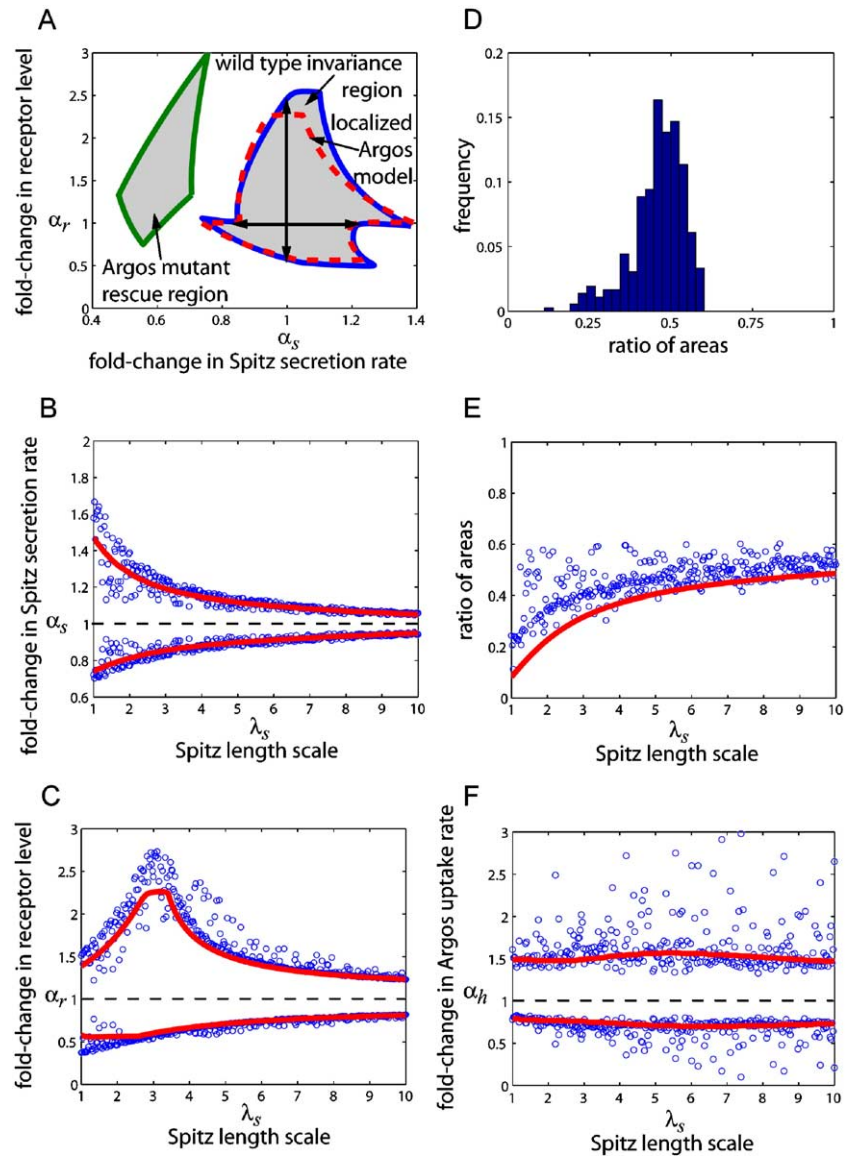 A
fold-change in receptor level
αr
3
2.5
2
1.5
1
0.5
0
wild type invariance
region
localized
Argos
model
Argos mutant
rescue region
0.4 0.6 0.8 1 1.2 1.4
αs
fold-change in Spitz secretion rate
D
frequency
0.2
0.15
0.1
0.05
0
0 0.25 0.5 0.75 1
ratio of areas
B
fold-change in Spitz secretion rate
αs
2
1.8
1.6
1.4
1.2
1
0.8
0.6
1 2 3 4 5 6 7 8 9 10
λs
Spitz length scale
E
ratio of areas
1
0.8
0.6
0.4
0.2
0
1 2 3 4 5 6 7 8 9 10
λs
Spitz length scale
C
fold-change in receptor level
αr
3
2.5
2
1.5
1
0.5
0
1 2 3 4 5 6 7 8 9 10
λs
Spitz length scale
F
fold-change in Argos uptake rate
αh
3
2.5
2
1.5
1
0.5
0
1 2 3 4 5 6 7 8 9 10
λs
Spitz length scale